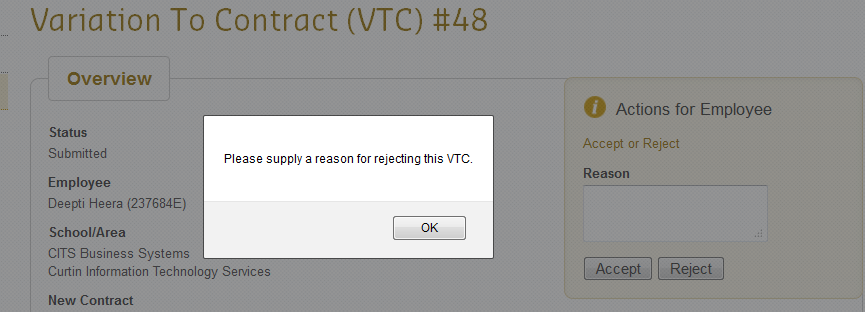 Variation To Contract (VTC) #48
Overview
Status
Submitted
Employee
Deepti Heera (237684E)
School/Area
CITS Business Systems
Curtin Information Technology Services
New Contract
Please supply a reason for rejecting this VTC.
OK
Actions for Employee
Accept or Reject
Reason
Accept
Reject